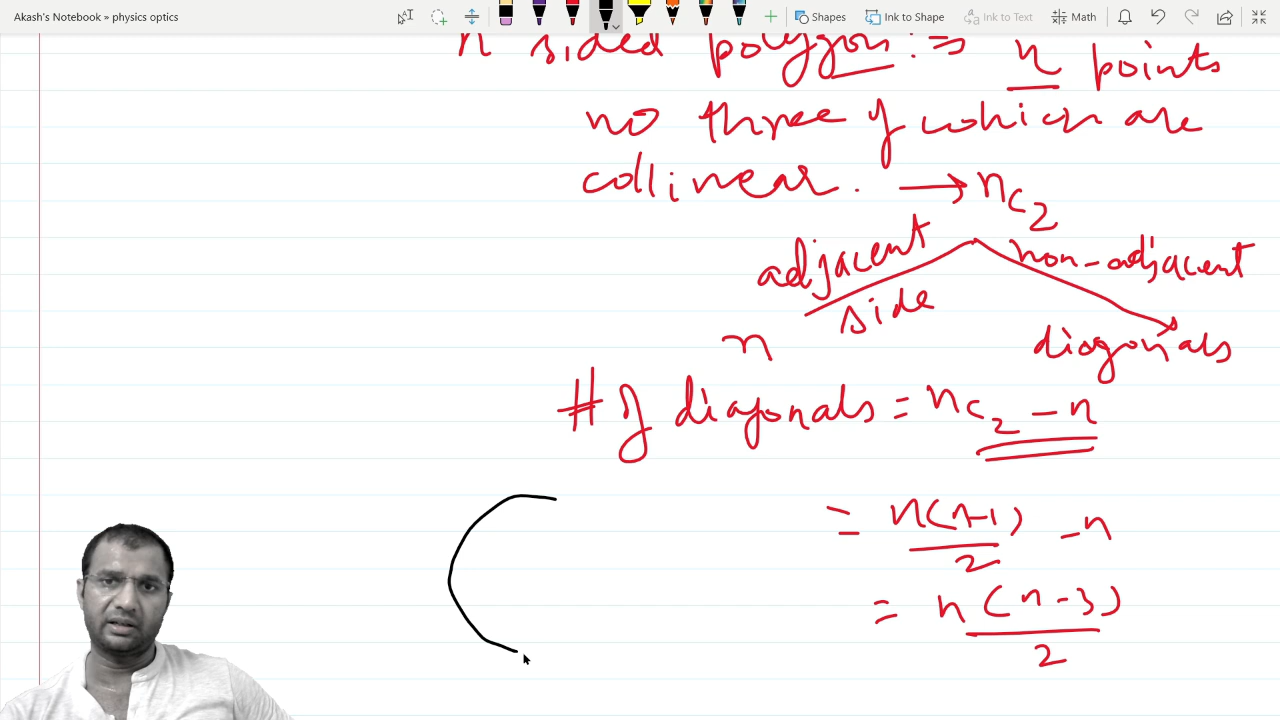 Akash's Notebook » physics optics
Shapes
Ink to Shape
Ink to Text
Math
n sided polygon :⇒ n points
no three of which are
collinear. → nC2
adjacent non-adjacent
side
n diagonals
# of diagonals = nC2 - n
= n(n-1)/2 - n
= n(n-3)/2